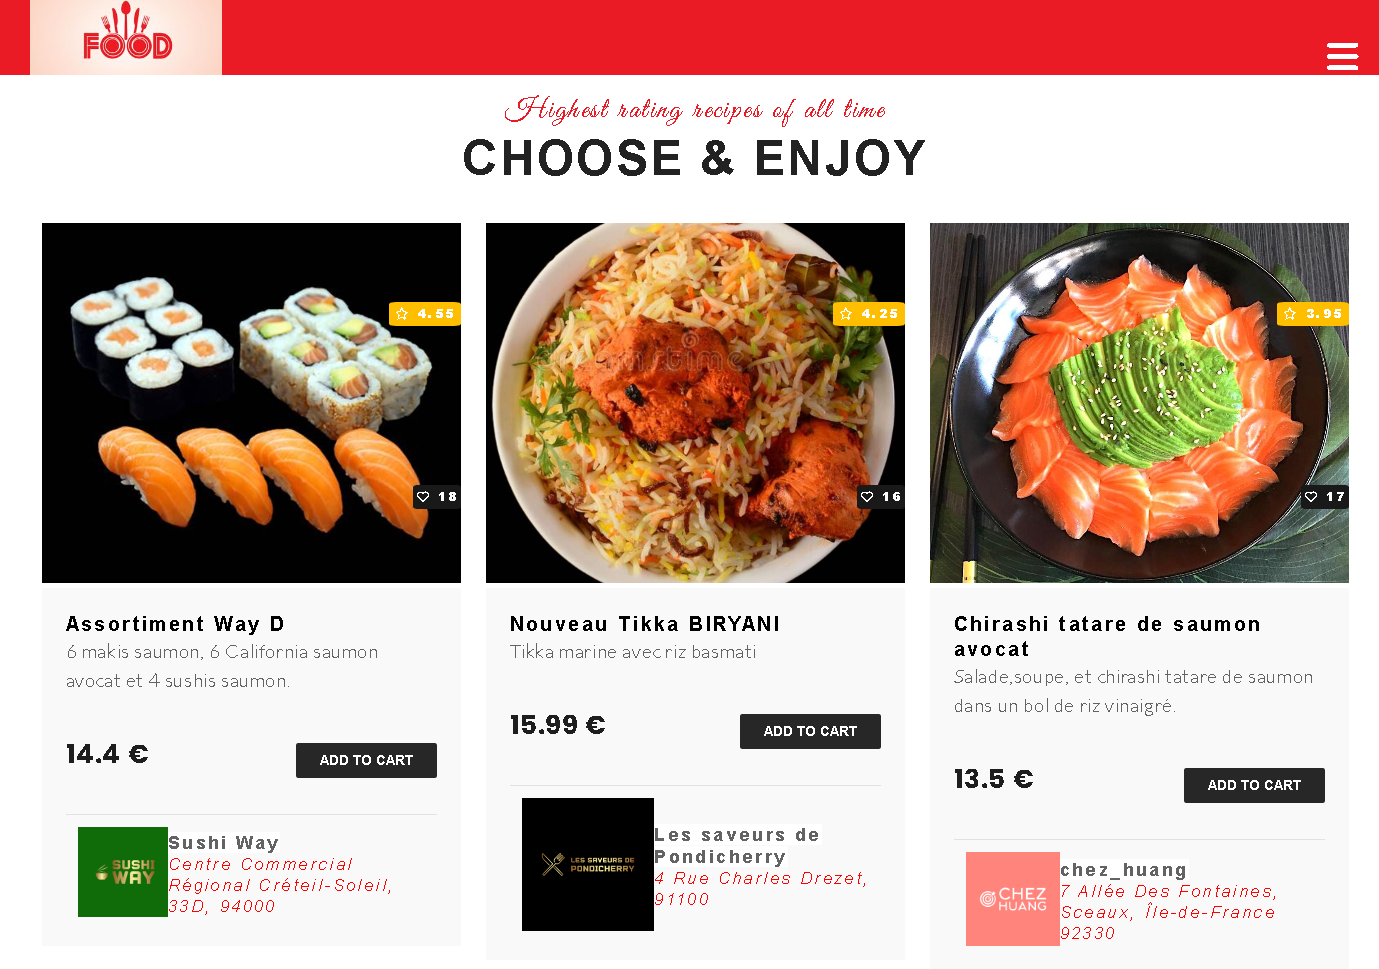 FOOD
Highest rating recipes of all time
CHOOSE & ENJOY
4.55
18
Assortiment Way D
6 makis saumon, 6 California saumon
avocat et 4 sushis saumon.
14.4 €
ADD TO CART
SUSHI
WAY
Sushi Way
Centre Commercial
Régional Créteil-Soleil,
33D, 94000
4.25
16
Nouveau Tikka BIRYANI
Tikka marine avec riz basmati
15.99 €
ADD TO CART
LES SAVEURS DE
PONDICHERRY
Les saveurs de
Pondicherry
4 Rue Charles Drezet,
91100
3.95
17
Chirashi tatare de saumon
avocat
Salade,soupe, et chirashi tatare de saumon
dans un bol de riz vinaigré.
13.5 €
ADD TO CART
CHEZ
HUANG
chez_huang
7 Allée Des Fontaines,
Sceaux, Île-de-France
92330